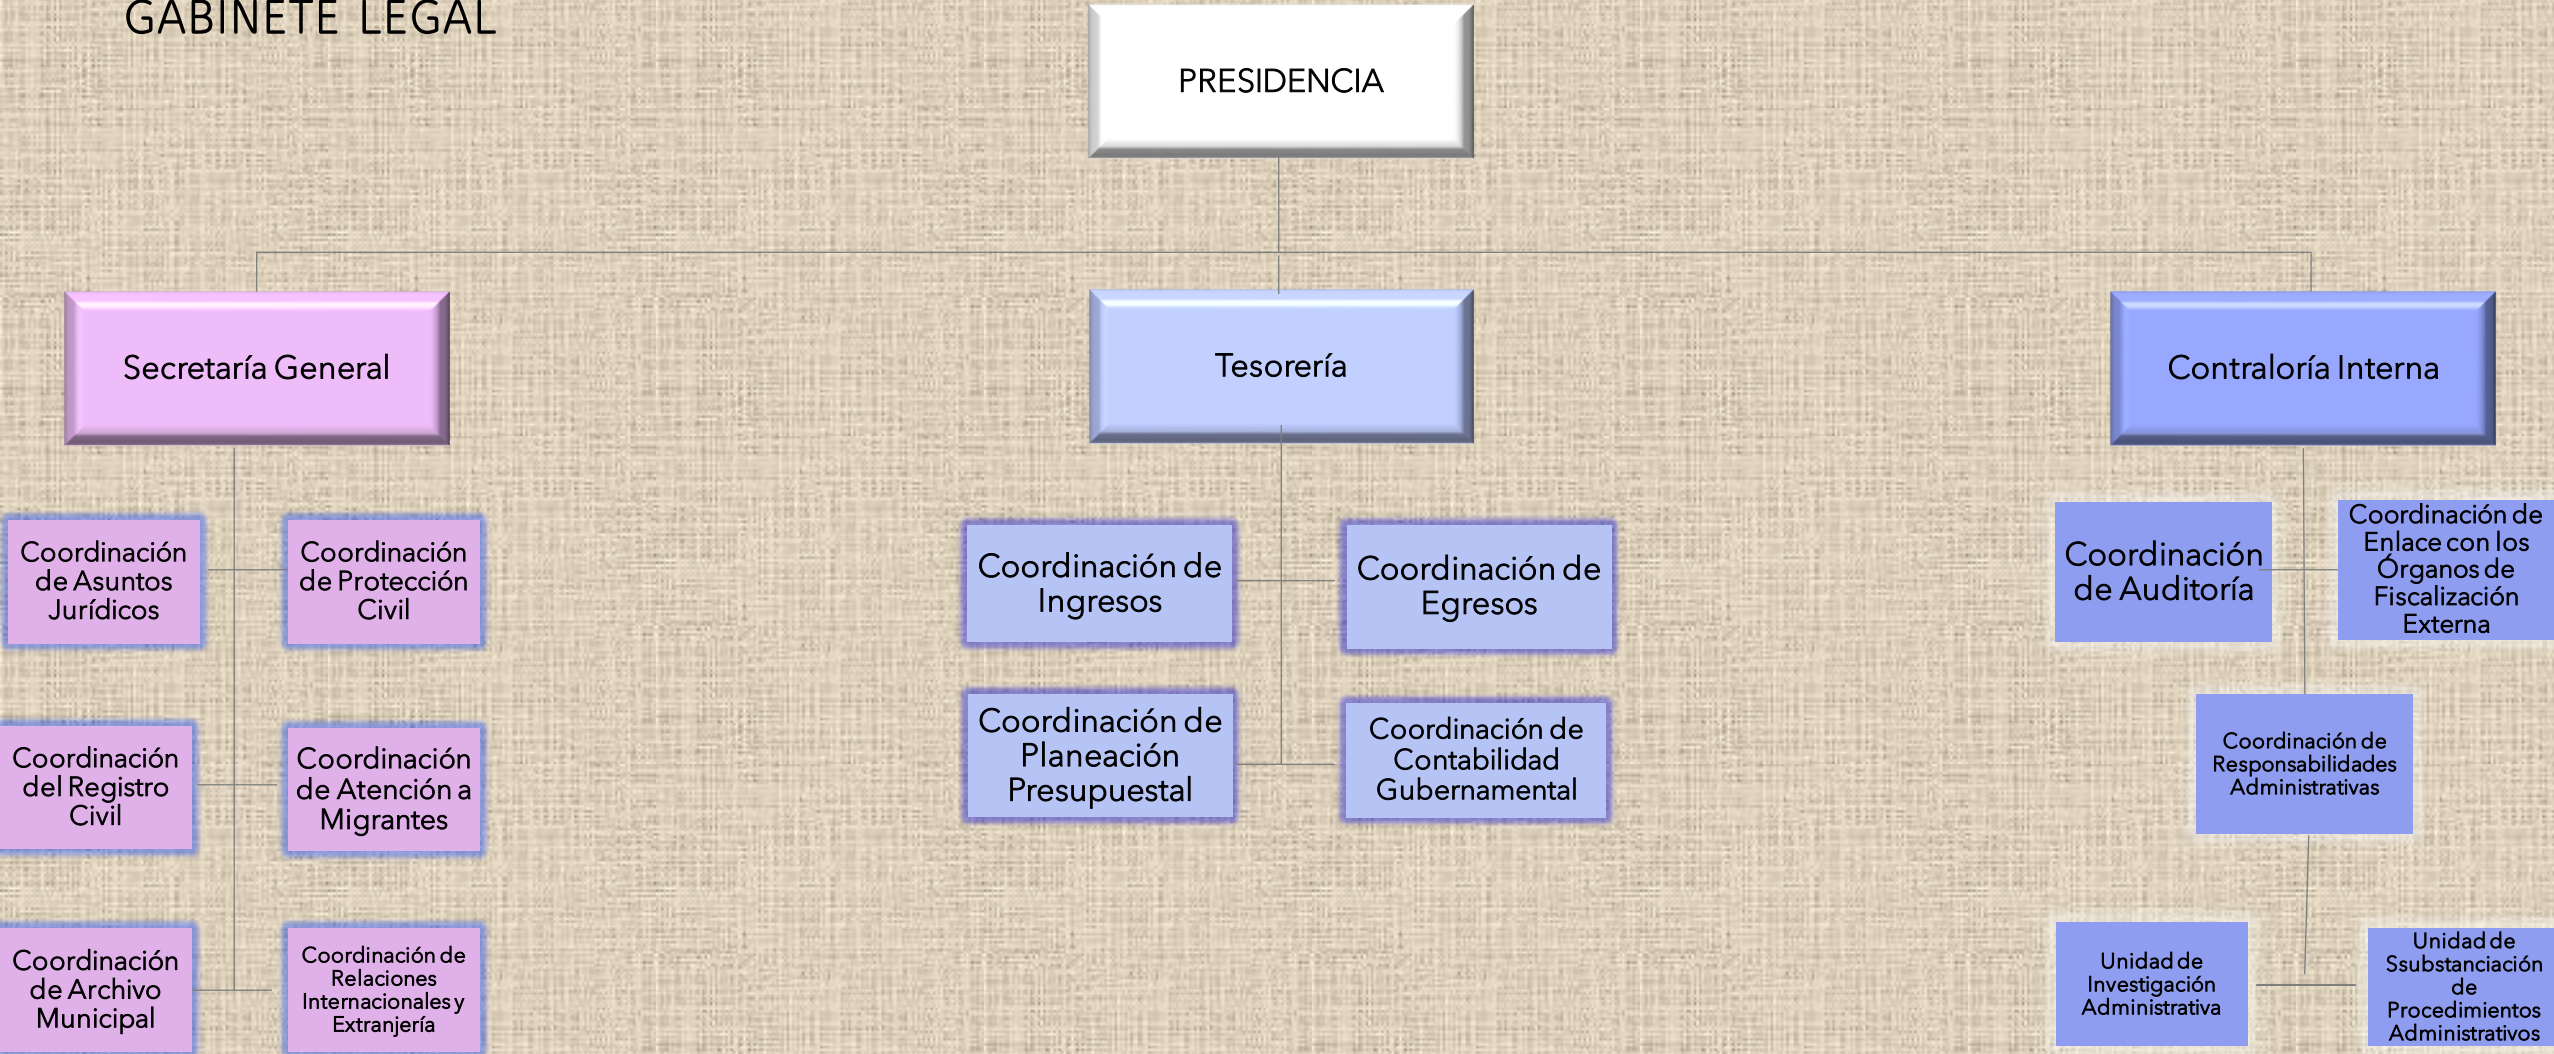 GABINETE LEGAL
PRESIDENCIA
Secretaría General
Tesorería
Contraloría Interna
Coordinación
de Asuntos
Jurídicos
Coordinación
de Protección
Civil
Coordinación
del Registro
Civil
Coordinación
de Atención a
Migrantes
Coordinación
de Archivo
Municipal
Coordinación de
Relaciones
Internacionales y
Extranjería
Coordinación de
Ingresos
Coordinación de
Egresos
Coordinación de
Planeación
Presupuestal
Coordinación de
Contabilidad
Gubernamental
Coordinación
de Auditoría
Coordinación de
Enlace con los
Órganos de
Fiscalización
Externa
Coordinación de
Responsabilidades
Administrativas
Unidad de
Investigación
Administrativa
Unidad de
Ssubstanciación
de
Procedimientos
Administrativos